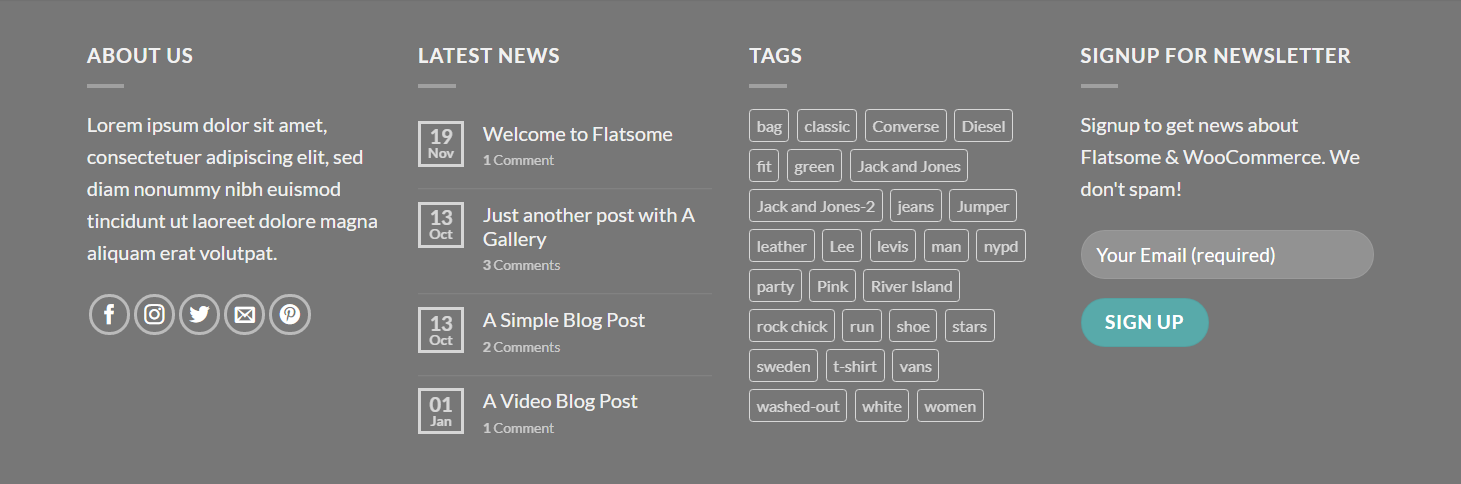 ABOUT US
Lorem ipsum dolor sit amet,
consectetuer adipiscing elit, sed
diam nonummy nibh euismod
tincidunt ut laoreet dolore magna
aliquam erat volutpat.
LATEST NEWS
19
Nov
Welcome to Flatsome
1 Comment
13
Oct
Just another post with A
Gallery
3 Comments
13
Oct
A Simple Blog Post
2 Comments
01
Jan
A Video Blog Post
1 Comment
TAGS
bag classic Converse Diesel
fit green Jack and Jones
Jack and Jones-2 jeans Jumper
leather Lee levis man nypd
party Pink River Island
rock chick run shoe stars
sweden t-shirt vans
washed-out white women
SIGNUP FOR NEWSLETTER
Signup to get news about
Flatsome & WooCommerce. We
don't spam!
Your Email (required)
SIGN UP